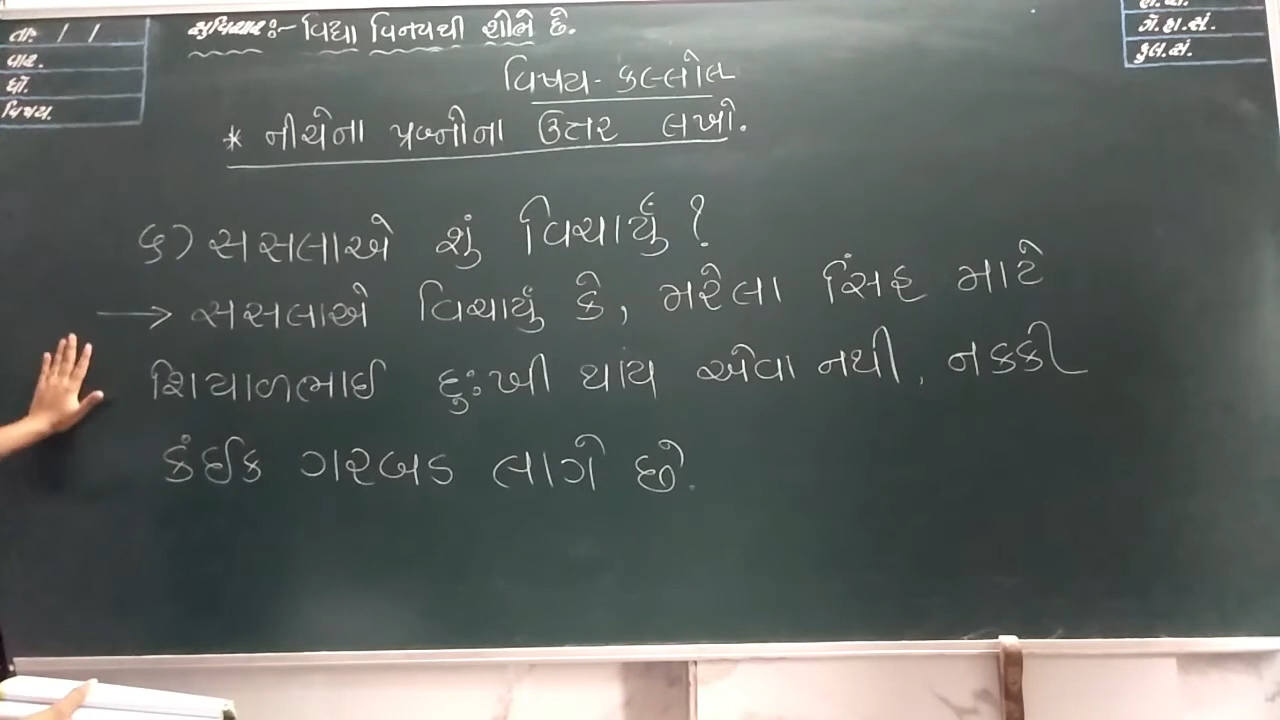 તા. / /
વાર.
ધો.
વિષય.
સુવિચાર:- વિદ્યા વિનયથી શોભે છે.
ગે.હા.સં.
કુલ.સં.
વિષય - કલ્લોલ
* નીચેના પ્રશ્નોના ઉત્તર લખો.
૬) સસલાએ શું વિચાર્યું ?
→ સસલાએ વિચાર્યું કે, મરેલા સિંહ માટે
શિયાળભાઈ દુઃખી થાય એવા નથી, નક્કી
કંઈક ગરબડ લાગે છે.